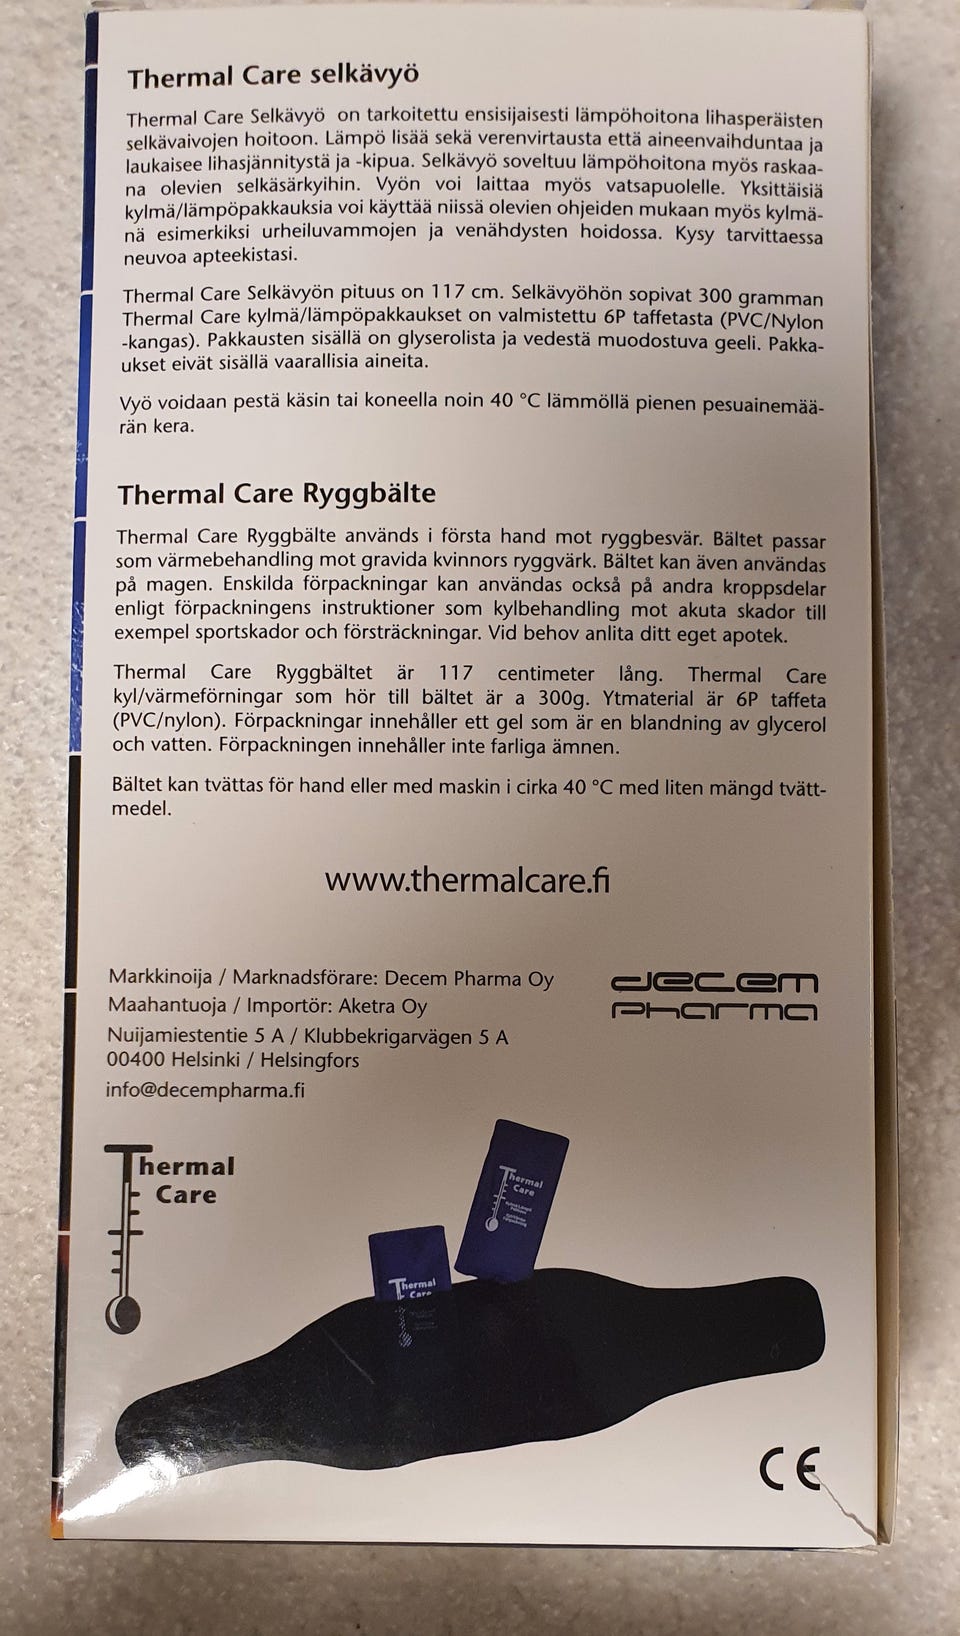 Thermal Care selkävyö
Thermal Care Selkävyö on tarkoitettu ensisijaisesti lämpöhoitona lihasperäisten
selkävaivojen hoitoon. Lämpö lisää sekä verenvirtausta että aineenvaihduntaa ja
laukaisee lihasjännitystä ja -kipua. Selkävyö soveltuu lämpöhoitona myös raskaa-
na olevien selkäsärkyihin. Vyön voi laittaa myös vatsapuolelle. Yksittäisiä
kylmä/lämpöpakkauksia voi käyttää niissä olevien ohjeiden mukaan myös kylmä-
nä esimerkiksi urheiluvammojen ja venähdysten hoidossa. Kysy tarvittaessa
neuvoa apteekistasi.
Thermal Care Selkävyön pituus on 117 cm. Selkävyöhön sopivat 300 gramman
Thermal Care kylmä/lämpöpakkaukset on valmistettu 6P taffetasta (PVC/Nylon
-kangas). Pakkausten sisällä on glyserolista ja vedestä muodostuva geeli. Pakka-
ukset eivät sisällä vaarallisia aineita.
Vyö voidaan pestä käsin tai koneella noin 40 °C lämmöllä pienen pesuainemää-
rän kera.
Thermal Care Ryggbälte
Thermal Care Ryggbälte används i första hand mot ryggbesvär. Bältet passar
som värmebehandling mot gravida kvinnors ryggvärk. Bältet kan även användas
på magen. Enskilda förpackningar kan användas också på andra kroppsdelar
enligt förpackningens instruktioner som kylbehandling mot akuta skador till
exempel sportskador och försträckningar. Vid behov anlita ditt eget apotek.
Thermal Care Ryggbältet är 117 centimeter lång. Thermal Care
kyl/värmeförningar som hör till bältet är a 300g. Ytmaterial är 6P taffeta
(PVC/nylon). Förpackningar innehåller ett gel som är en blandning av glycerol
och vatten. Förpackningen innehåller inte farliga ämnen.
Bältet kan tvättas för hand eller med maskin i cirka 40 °C med liten mängd tvätt-
medel.
www.thermalcare.fi
Markkinoija / Marknadsförare: Decem Pharma Oy
Maahantuoja / Importör: Aketra Oy
Nuijamiestentie 5 A / Klubbekrigarvägen 5 A
00400 Helsinki / Helsingfors
info@decempharma.fi
decem
pharma
Thermal
Care
Thermal
Care
Thermal
Care
CE